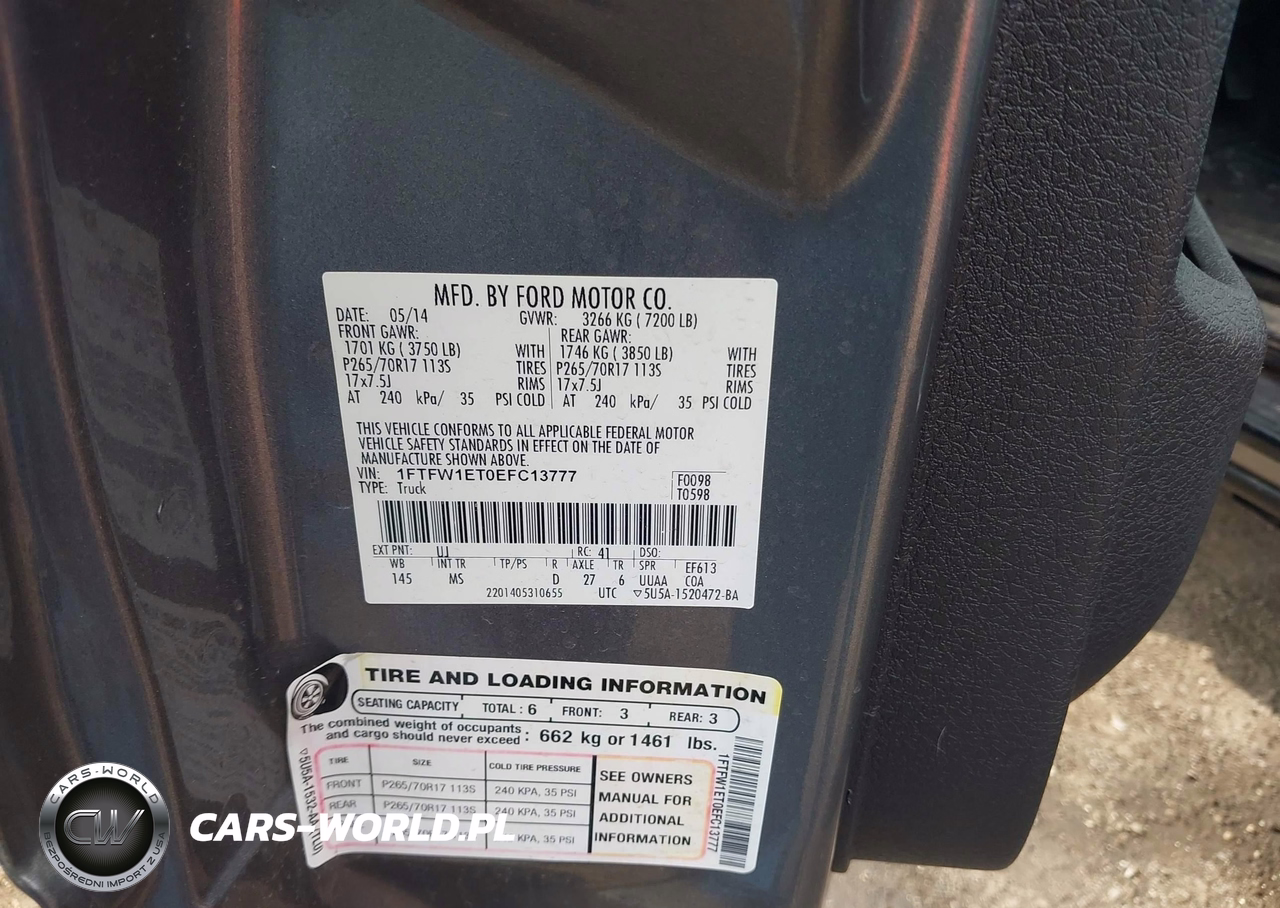 MFD. BY FORD MOTOR CO.
DATE: 05/14 GVWR: 3266 KG ( 7200 LB)
FRONT GAWR: REAR GAWR:
1701 KG ( 3750 LB) WITH 1746 KG ( 3850 LB) WITH
P265/70R17 113S TIRES P265/70R17 113S TIRES
17x7.5J RIMS 17x7.5J RIMS
AT 240 kPa/ 35 PSI COLD AT 240 kPa/ 35 PSI COLD
THIS VEHICLE CONFORMS TO ALL APPLICABLE FEDERAL MOTOR
VEHICLE SAFETY STANDARDS IN EFFECT ON THE DATE OF
MANUFACTURE SHOWN ABOVE.
VIN: 1FTFW1ET0EFC13777 F0098
TYPE: Truck T0598
EXT PNT: UJ RC: 41 DSO:
WB INT TR TP/PS R AXLE TR SPR EF613
145 MS D 27 6 UUAA COA
2201405310655 UTC ▽5U5A-1520472-BA
TIRE AND LOADING INFORMATION
SEATING CAPACITY TOTAL : 6 FRONT: 3 REAR: 3
The combined weight of occupants
and cargo should never exceed : 662 kg or 1461 lbs.
TIRE SIZE COLD TIRE PRESSURE
FRONT P265/70R17 113S 240 KPA, 35 PSI
REAR P265/70R17 113S 240 KPA, 35 PSI
KPA, 35 PSI
SEE OWNERS
MANUAL FOR
ADDITIONAL
INFORMATION
1FTFW1ET0EFC13777
CARS-WORLD
CW
BEZPOŚREDNI IMPORT Z USA
CARS-WORLD.PL